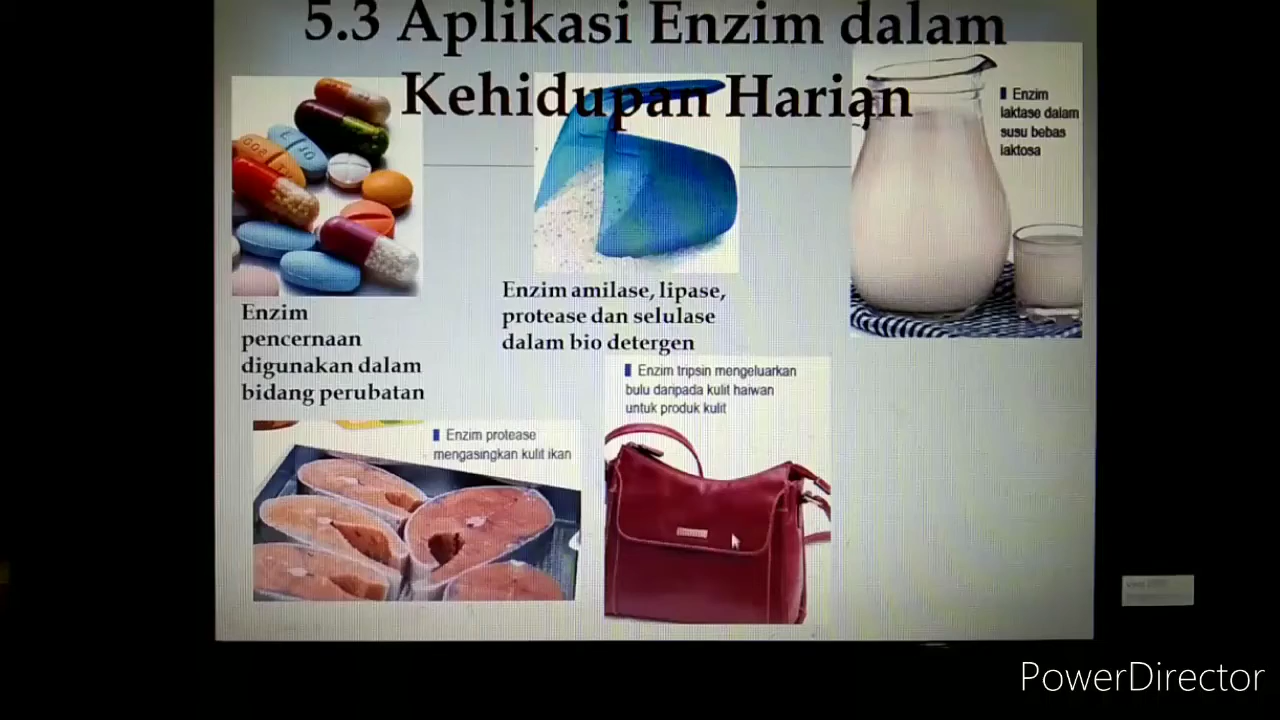 5.3 Aplikasi Enzim dalam
Kehidupan Harian
Enzim
pencernaan
digunakan dalam
bidang perubatan
Enzim amilase, lipase,
protease dan selulase
dalam bio detergen
Enzim
laktase dalam
susu bebas
laktosa
Enzim protease
mengasingkan kulit ikan
Enzim tripsin mengeluarkan
bulu daripada kulit haiwan
untuk produk kulit
PowerDirector